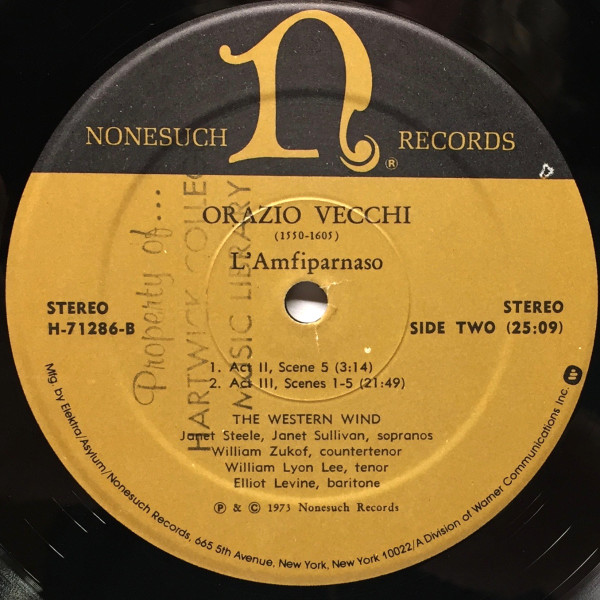 n
NONESUCH RECORDS
®
ORAZIO VECCHI
(1550-1605)
L'Amfiparnaso
STEREO
H-71286-B
STEREO
SIDE TWO (25:09)
1. Act II, Scene 5 (3:14)
2. Act III, Scenes 1-5 (21:49)
THE WESTERN WIND
Janet Steele, Janet Sullivan, sopranos
William Zukof, countertenor
William Lyon Lee, tenor
Elliot Levine, baritone
Ⓟ & © 1973 Nonesuch Records
Mfg. by Elektra/Asylum/Nonesuch Records, 665 5th Avenue, New York, New York 10022/A Division of Warner Communications Inc.
Property of...
HARTWICK COLLEG
MUSIC LIBRARY